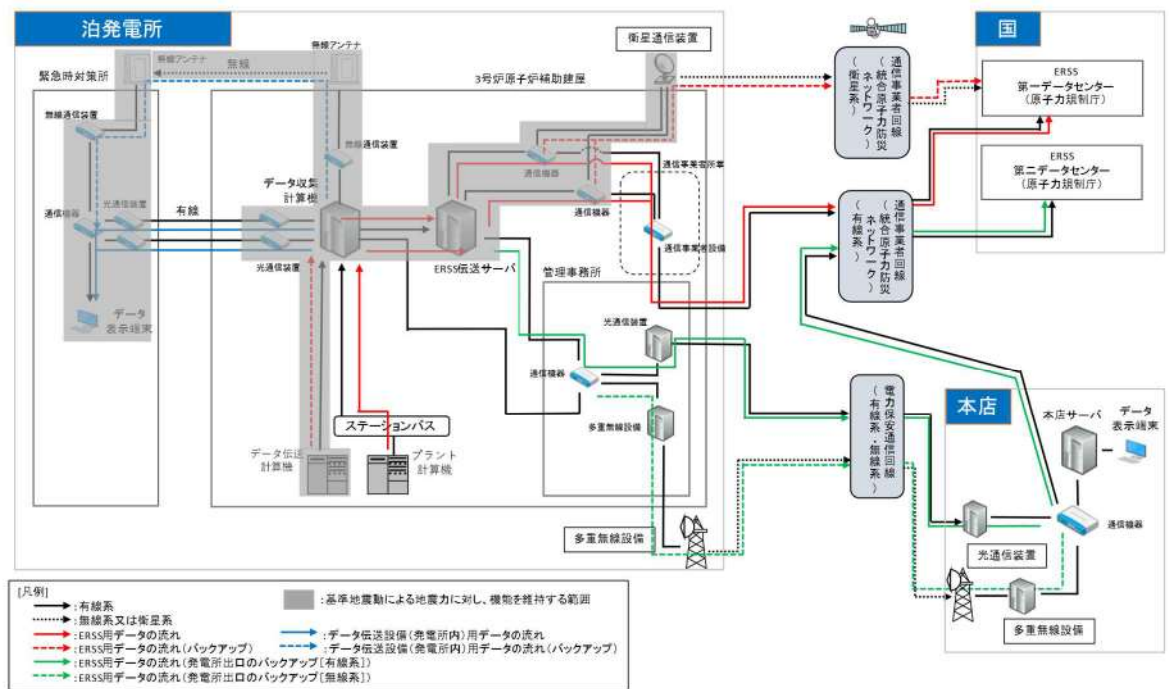 泊発電所
国
無線アンテナ
無線アンテナ
無線
衛星通信装置
緊急時対策所
3号炉原子炉補助建屋
通信事業者回線
(統合原子力防災
ネットワーク)
(衛星系)
ERSS
第一データセンター
(原子力規制庁)
ERSS
第二データセンター
(原子力規制庁)
無線通信装置
無線通信装置
通信機器
通信事業者所掌
データ収集
計算機
通信機器
光通信装置
有線
通信機器
通信事業者設備
通信事業者回線
(統合原子力防災
ネットワーク)
(有線系)
光通信装置
ERSS伝送サーバ
管理事務所
データ
表示端末
光通信装置
通信機器
多重無線設備
電力保安通信回線
(有線系・無線系)
本店
本店サーバ
データ
表示端末
ステーションバス
データ伝送
計算機
プラント
計算機
通信機器
光通信装置
多重無線設備
多重無線設備
[凡例]
:有線系
:無線系又は衛星系
:ERSS用データの流れ
:ERSS用データの流れ(バックアップ)
:ERSS用データの流れ(発電所出口のバックアップ[有線系])
:ERSS用データの流れ(発電所出口のバックアップ[無線系])
:基準地震動による地震力に対し、機能を維持する範囲
:データ伝送設備(発電所内)用データの流れ
:データ伝送設備(発電所内)用データの流れ(バックアップ)